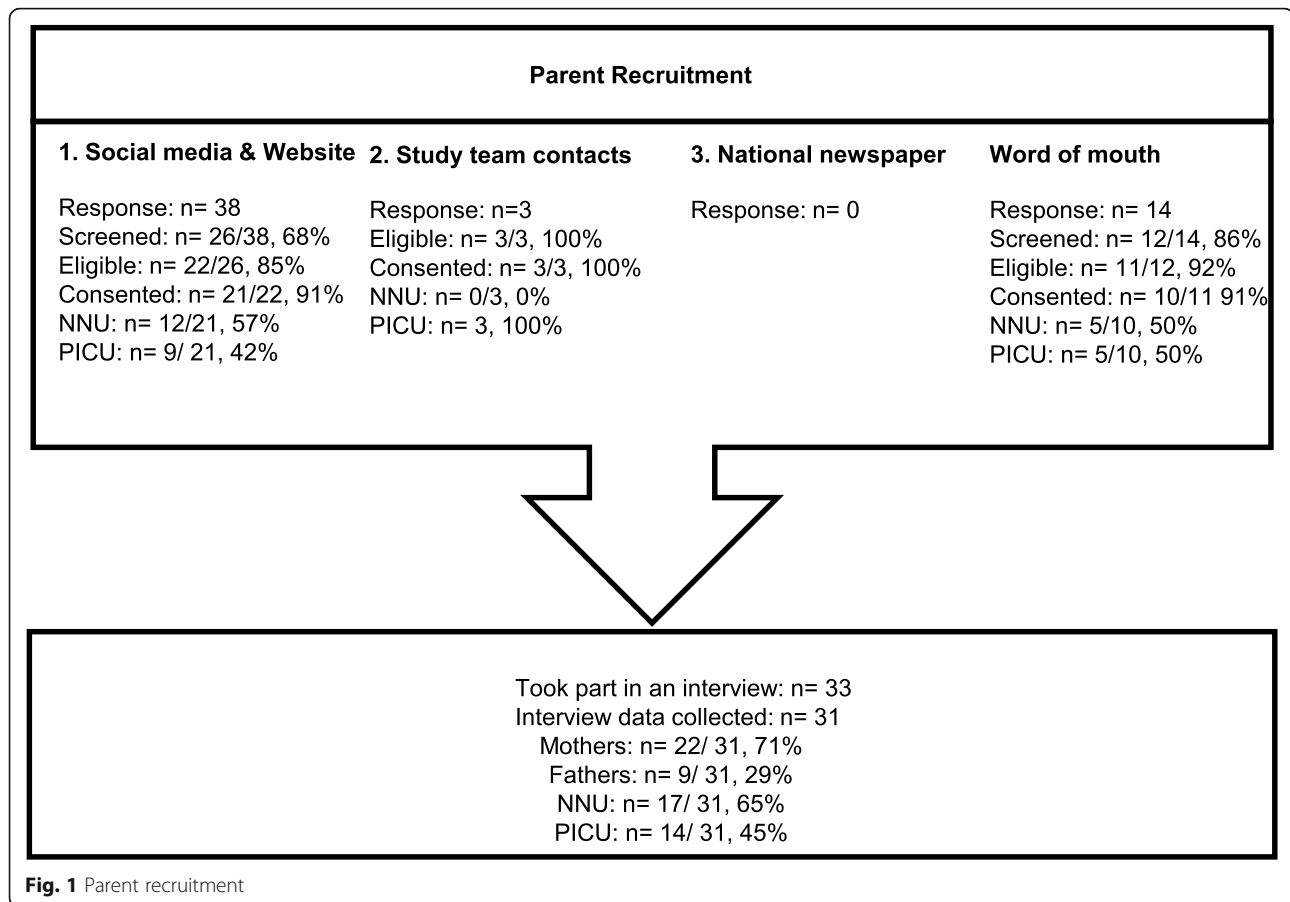 Parent Recruitment
1. Social media & Website
Response: n= 38
Screened: n= 26/38, 68%
Eligible: n= 22/26, 85%
Consented: n= 21/22, 91%
NNU: n= 12/21, 57%
PICU: n= 9/ 21, 42%
2. Study team contacts
Response: n=3
Eligible: n= 3/3, 100%
Consented: n= 3/3, 100%
NNU: n= 0/3, 0%
PICU: n= 3, 100%
3. National newspaper
Response: n= 0
Word of mouth
Response: n= 14
Screened: n= 12/14, 86%
Eligible: n= 11/12, 92%
Consented: n= 10/11 91%
NNU: n= 5/10, 50%
PICU: n= 5/10, 50%
Took part in an interview: n= 33
Interview data collected: n= 31
Mothers: n= 22/ 31, 71%
Fathers: n= 9/ 31, 29%
NNU: n= 17/ 31, 65%
PICU: n= 14/ 31, 45%
Fig. 1 Parent recruitment